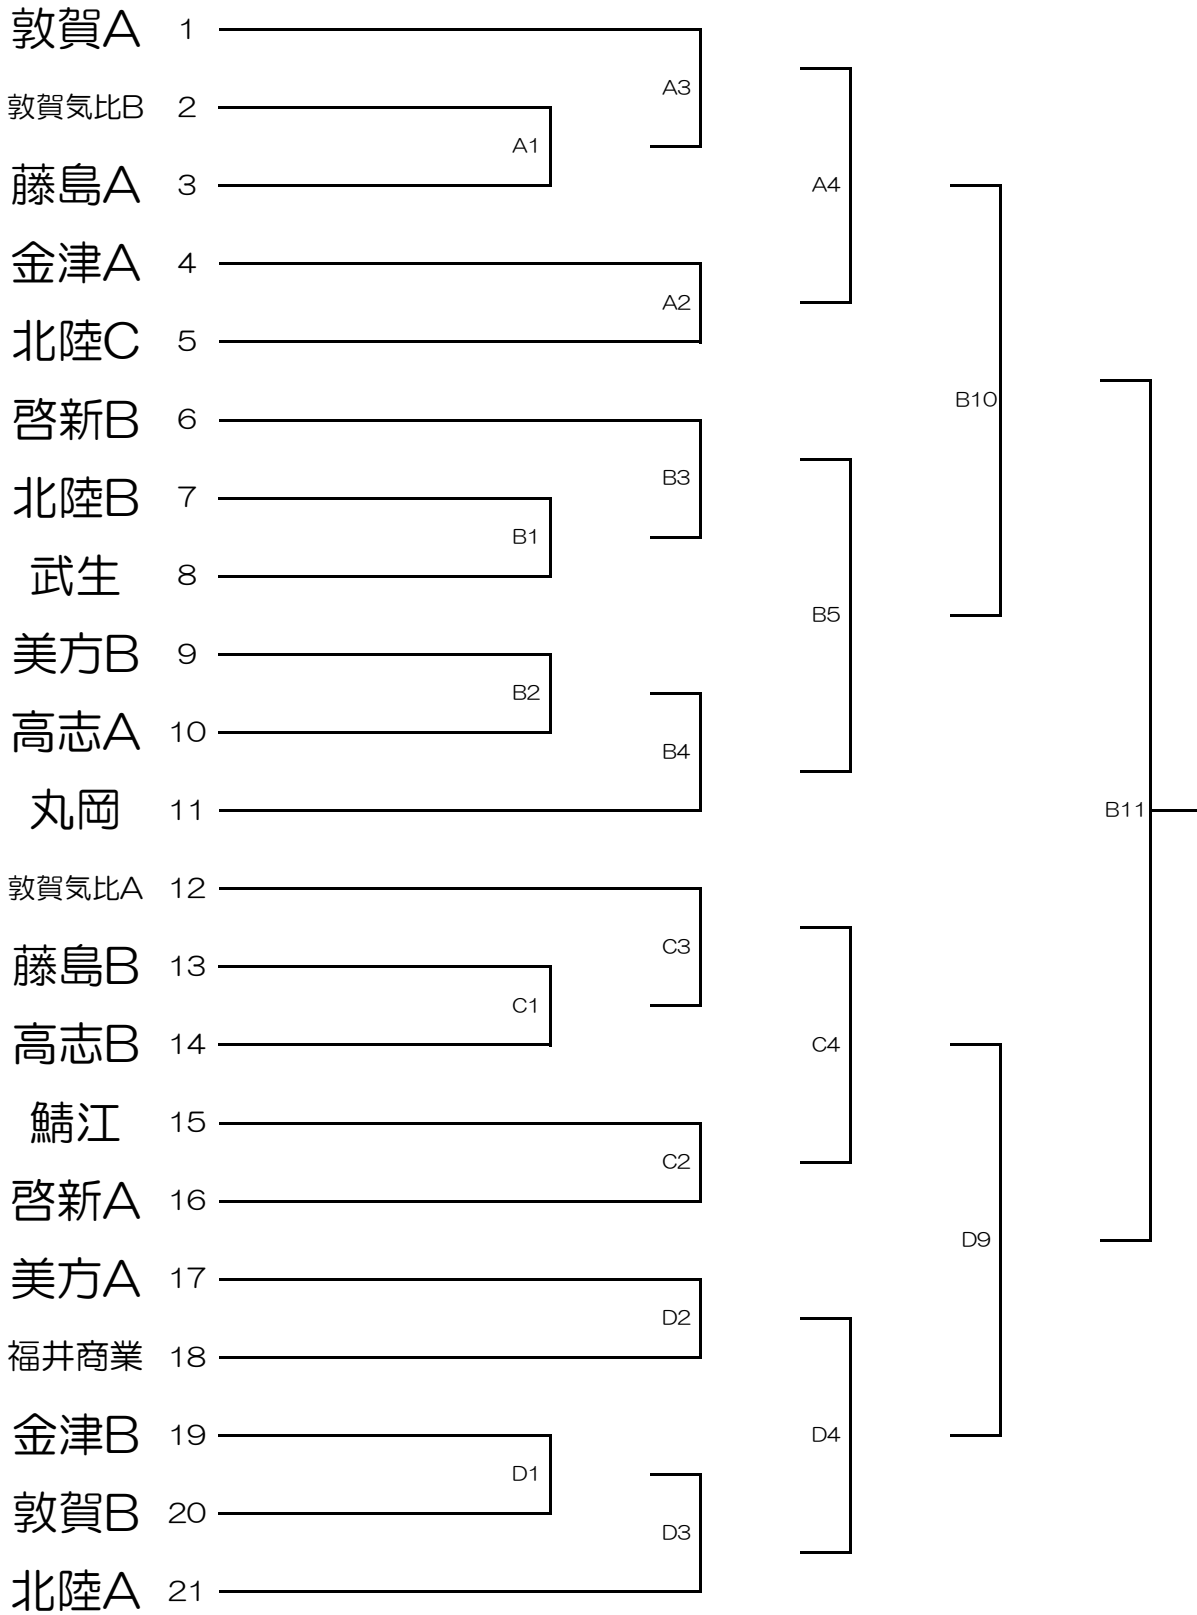 敦賀A 1
A3
敦賀気比B 2
A1
藤島A 3
A4
金津A 4
A2
北陸C 5
B10
啓新B 6
B3
北陸B 7
B1
武生 8
B5
美方B 9
B2
高志A 10
B4
丸岡 11
B11
敦賀気比A 12
C3
藤島B 13
C1
高志B 14
C4
鯖江 15
C2
啓新A 16
D9
美方A 17
D2
福井商業 18
金津B 19
D4
D1
敦賀B 20
D3
北陸A 21